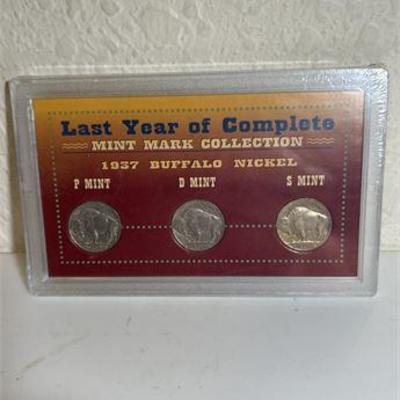 Last Year of Complete
MINT MARK COLLECTION
1937 BUFFALO NICKEL
P MINT D MINT S MINT